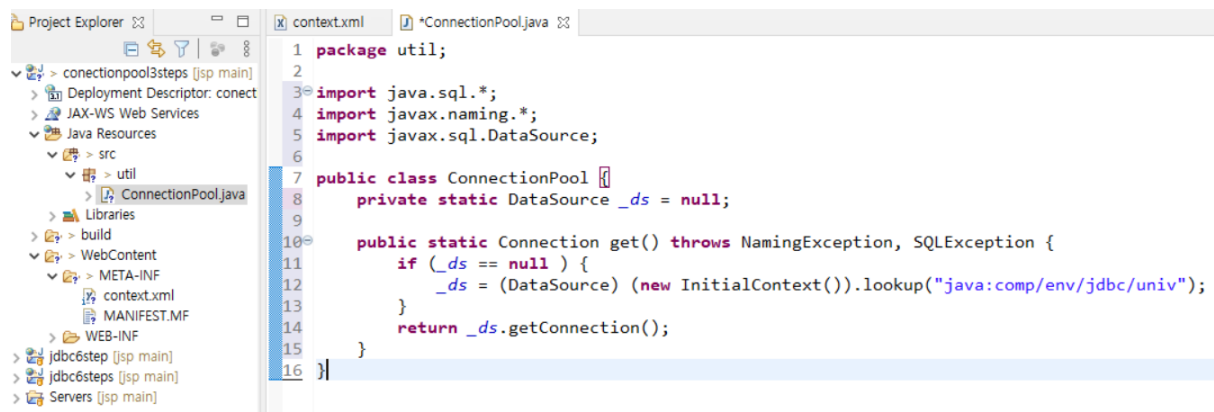 Project Explorer
context.xml
*ConnectionPool.java
> conectionpool3steps [jsp main]
Deployment Descriptor: conect
JAX-WS Web Services
Java Resources
> src
> util
ConnectionPool.java
Libraries
> build
> WebContent
> META-INF
context.xml
MANIFEST.MF
> WEB-INF
jdbc6step [jsp main]
jdbc6steps [jsp main]
Servers [jsp main]
1 package util;
2
3 import java.sql.*;
4 import javax.naming.*;
5 import javax.sql.DataSource;
6
7 public class ConnectionPool {
8 private static DataSource _ds = null;
9
10 public static Connection get() throws NamingException, SQLException {
11 if (_ds == null ) {
12 _ds = (DataSource) (new InitialContext()).lookup("java:comp/env/jdbc/univ");
13 }
14 return _ds.getConnection();
15 }
16 }